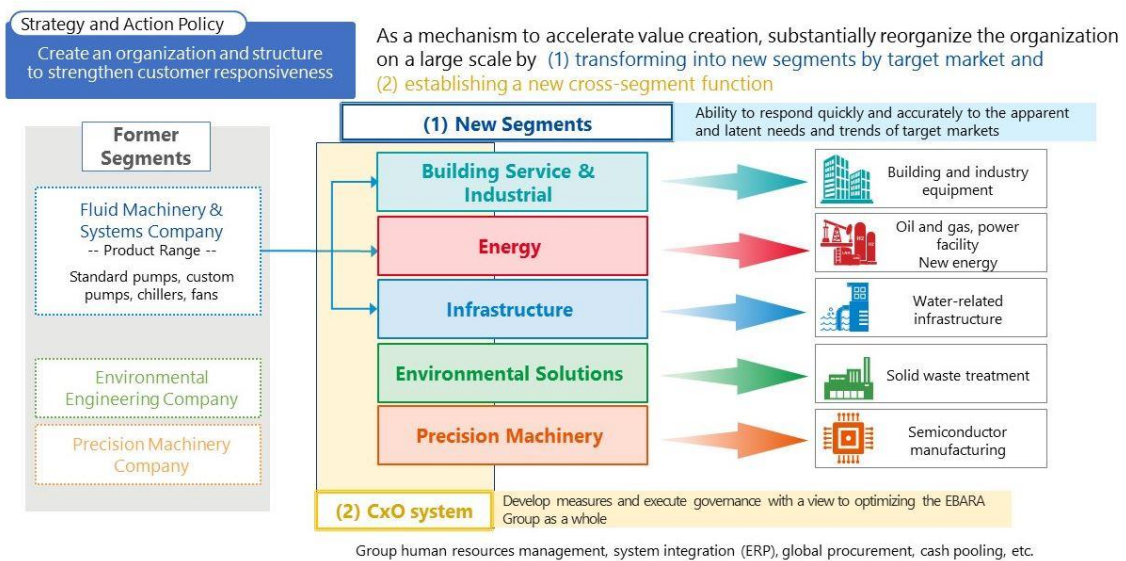 Strategy and Action Policy
Create an organization and structure
to strengthen customer responsiveness
As a mechanism to accelerate value creation, substantially reorganize the organization
on a large scale by (1) transforming into new segments by target market and
(2) establishing a new cross-segment function
Former
Segments
Fluid Machinery &
Systems Company
-- Product Range --
Standard pumps, custom
pumps, chillers, fans
Environmental
Engineering Company
Precision Machinery
Company
(1) New Segments
Ability to respond quickly and accurately to the apparent
and latent needs and trends of target markets
Building Service &
Industrial
Building and industry
equipment
Energy
Oil and gas, power
facility
New energy
Infrastructure
Water-related
infrastructure
Environmental Solutions
Solid waste treatment
Precision Machinery
Semiconductor
manufacturing
(2) CxO system
Develop measures and execute governance with a view to optimizing the EBARA
Group as a whole
Group human resources management, system integration (ERP), global procurement, cash pooling, etc.